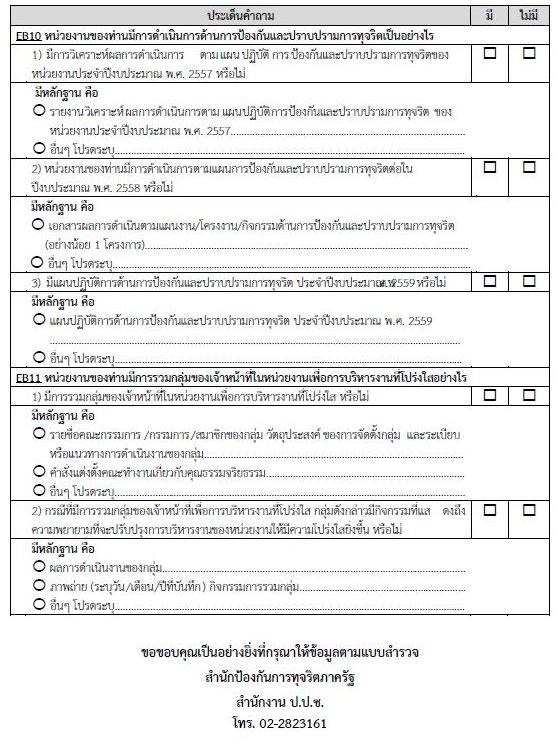 ประเด็นคำถาม มี ไม่มี
EB10 หน่วยงานของท่านมีการดำเนินการด้านการป้องกันและปราบปรามการทุจริตเป็นอย่างไร
1) มีการวิเคราะห์ผลการดำเนินการ ตาม แผน ปฏิบัติ การ ป้องกันและปราบปรามการทุจริตของ
หน่วยงานประจำปีงบประมาณ พ.ศ. 2557 หรือไม่
มีหลักฐาน คือ
รายงาน วิเคราะห์ ผลการดำเนินการตาม แผนปฏิบัติ การป้องกันและปราบปรามการทุจริต ของ
หน่วยงานประจำปีงบประมาณ พ.ศ. 2557
อื่นๆ โปรดระบุ
2) หน่วยงานของท่านมีการดำเนินการตามแผนการป้องกันและปราบปรามการทุจริตต่อใน
ปีงบประมาณ พ.ศ. 2558 หรือไม่
มีหลักฐาน คือ
เอกสารผลการดำเนินตามแผนงาน/โครงงาน/กิจกรรมด้านการป้องกันและปราบปรามการทุจริต
(อย่างน้อย 1 โครงการ)
อื่นๆ โปรดระบุ
3) มีแผนปฏิบัติการด้านการป้องกันและปราบปรามการทุจริต ประจำปีงบประมาณ พ.ศ. 2559 หรือไม่
มีหลักฐาน คือ
แผนปฏิบัติการด้านการป้องกันและปราบปรามการทุจริต ประจำปีงบประมาณ พ.ศ. 2559
อื่นๆ โปรดระบุ
EB11 หน่วยงานของท่านมีการรวมกลุ่มของเจ้าหน้าที่ในหน่วยงานเพื่อการบริหารงานที่โปร่งใสอย่างไร
1) มีการรวมกลุ่มของเจ้าหน้าที่ในหน่วยงานเพื่อการบริหารงานที่โปร่งใส หรือไม่
มีหลักฐาน คือ
รายชื่อคณะกรรมการ /กรรมการ/สมาชิกของกลุ่ม วัตถุประสงค์ ของการจัดตั้งกลุ่ม และระเบียบ
หรือแนวทางการดำเนินงานของกลุ่ม
คำสั่งแต่งตั้งคณะทำงานเกี่ยวกับคุณธรรมจริยธรรม
อื่นๆ โปรดระบุ
2) กรณีที่มีการรวมกลุ่มของเจ้าหน้าที่เพื่อการบริหารงานที่โปร่งใส กลุ่มดังกล่าวมีกิจกรรมที่แส ดงถึง
ความพยายามที่จะปรับปรุงการบริหารงานของหน่วยงานให้มีความโปร่งใสยิ่งขึ้น หรือไม่
มีหลักฐาน คือ
ผลการดำเนินงานของกลุ่ม
ภาพถ่าย (ระบุวัน /เดือน/ปีที่บันทึก ) กิจกรรมการรวมกลุ่ม
อื่นๆ โปรดระบุ
ขอขอบคุณเป็นอย่างยิ่งที่กรุณาให้ข้อมูลตามแบบสำรวจ
สำนักป้องกันการทุจริตภาครัฐ
สำนักงาน ป.ป.ช.
โทร. 02-2823161